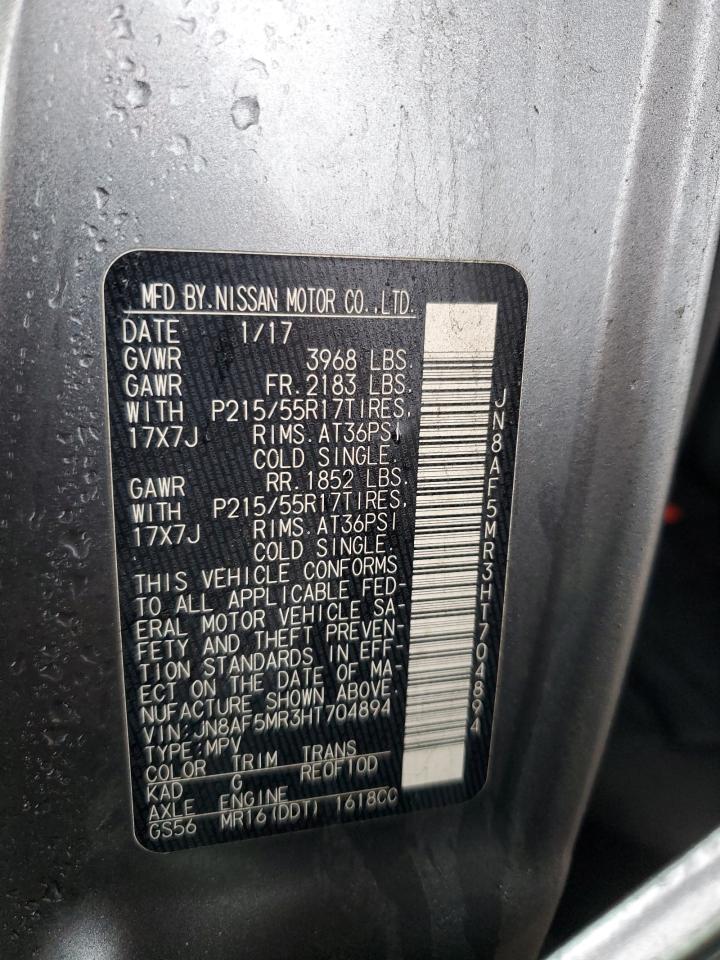 MFD BY.NISSAN MOTOR CO.,LTD.
DATE 1/17
GVWR 3968 LBS.
GAWR FR.2183 LBS.
WITH P215/55R17TIRES,
17X7J RIMS.AT36PSI
COLD SINGLE.
GAWR RR.1852 LBS.
WITH P215/55R17TIRES,
17X7J RIMS.AT36PSI
COLD SINGLE.
THIS VEHICLE CONFORMS
TO ALL APPLICABLE FED-
ERAL MOTOR VEHICLE SA-
FETY AND THEFT PREVEN-
TION STANDARDS IN EFF-
ECT ON THE DATE OF MA-
NUFACTURE SHOWN ABOVE.
VIN:JN8AF5MR3HT704894
TYPE:MPV
COLOR TRIM TRANS
KAD G RE0F10D
AXLE ENGINE
GS56 MR16(DDT) 1618CC
JN8AF5MR3HT704894